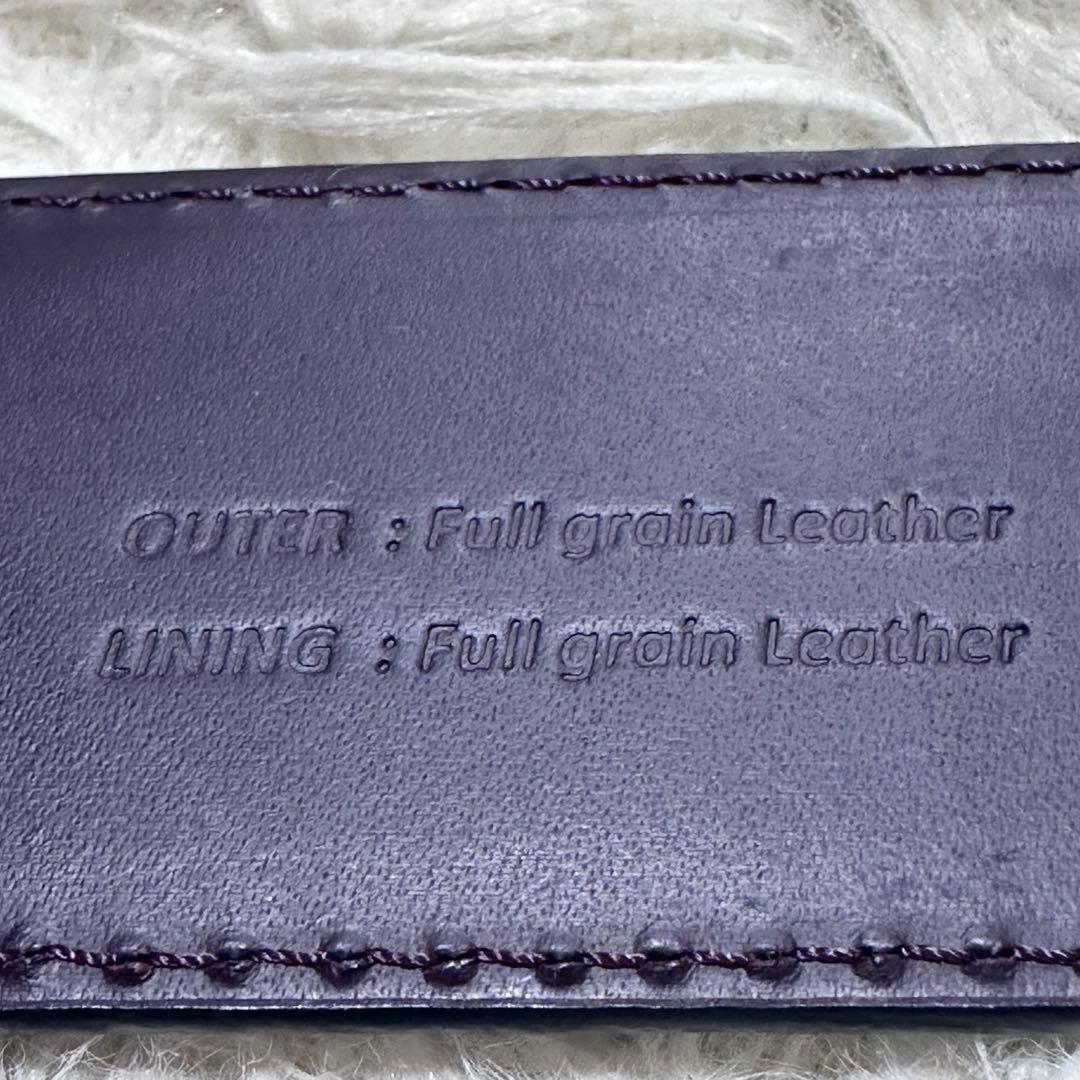 OUTER : Full grain Leather
LINING : Full grain Leather